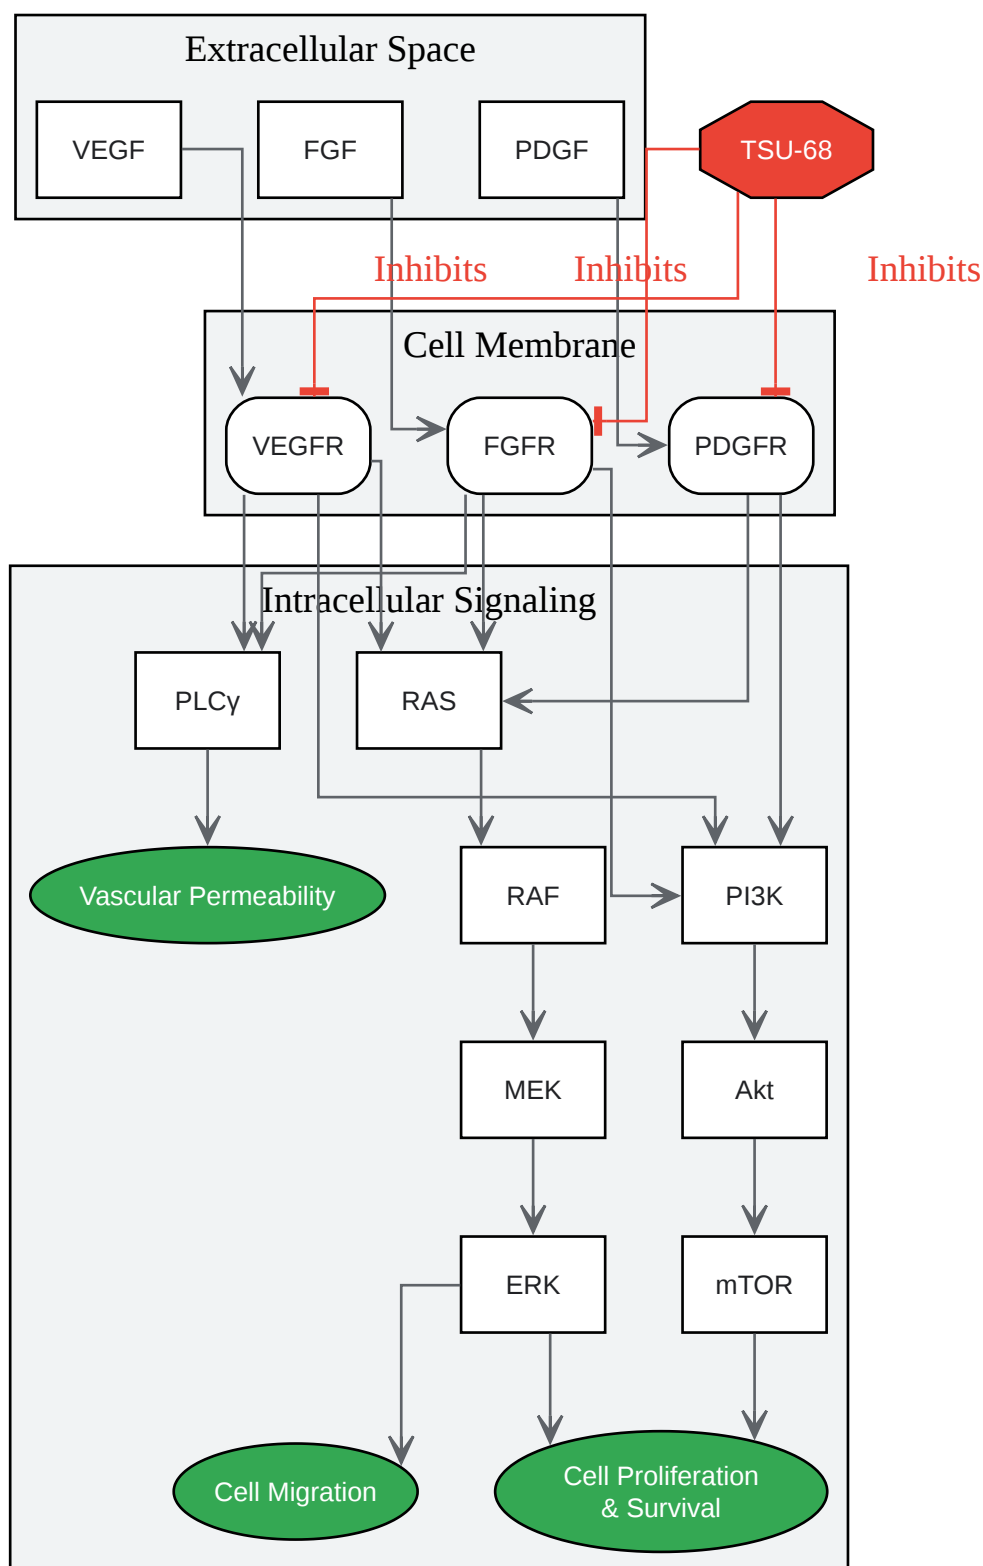 Extracellular Space
VEGF
FGF
PDGF
TSU-68
Inhibits
Inhibits
Inhibits
Cell Membrane
VEGFR
FGFR
PDGFR
Intracellular Signaling
PLCγ
RAS
Vascular Permeability
RAF
PI3K
MEK
Akt
ERK
mTOR
Cell Migration
Cell Proliferation
& Survival